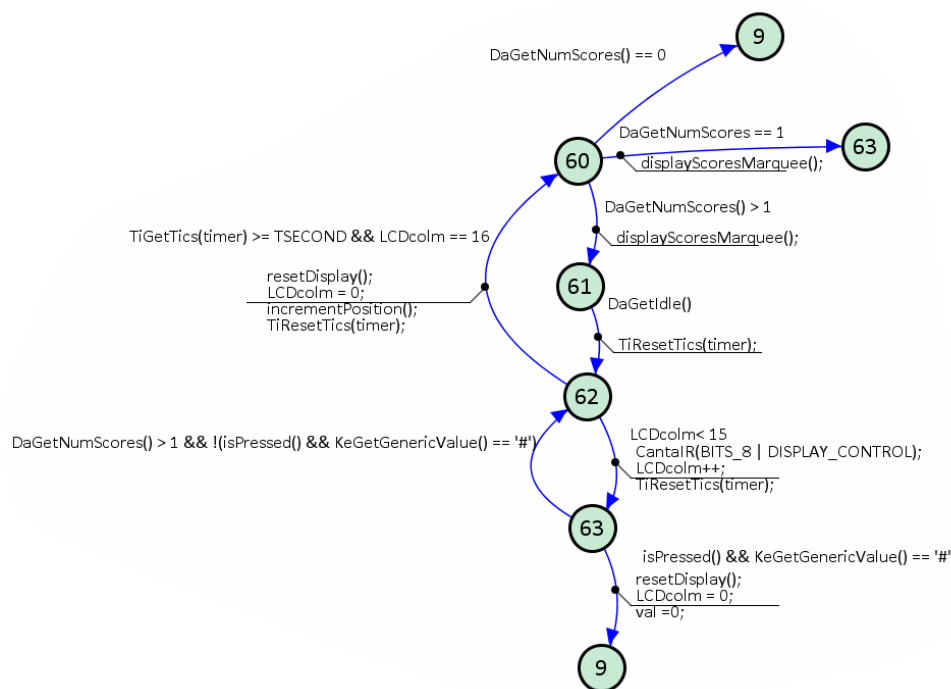 9
DaGetNumScores() == 0
DaGetNumScores == 1
63
60
displayScoresMarquee();
DaGetNumScores() > 1
TiGetTics(timer) >= TSECOND && LCDcolm == 16
displayScoresMarquee();
resetDisplay();
LCDcolm = 0;
incrementPosition();
TiResetTics(timer);
61
DaGetIdle()
TiResetTics(timer);
62
DaGetNumScores() > 1 && !(isPressed() && KeGetGenericValue() == '#')
LCDcolm< 15
CantaIR(BITS_8 | DISPLAY_CONTROL);
LCDcolm++;
TiResetTics(timer);
63
isPressed() && KeGetGenericValue() == '#'
resetDisplay();
LCDcolm = 0;
val =0;
9